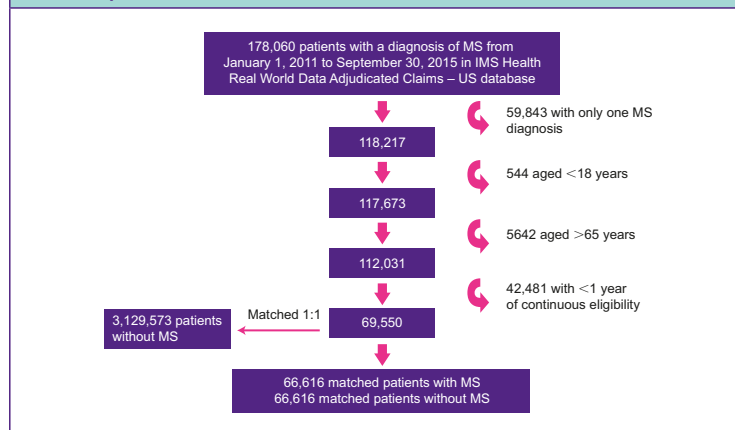 178,060 patients with a diagnosis of MS from
January 1, 2011 to September 30, 2015 in IMS Health
Real World Data Adjudicated Claims – US database
59,843 with only one MS
diagnosis
118,217
544 aged <18 years
117,673
5642 aged >65 years
112,031
42,481 with <1 year
of continuous eligibility
69,550
Matched 1:1
3,129,573 patients
without MS
66,616 matched patients with MS
66,616 matched patients without MS